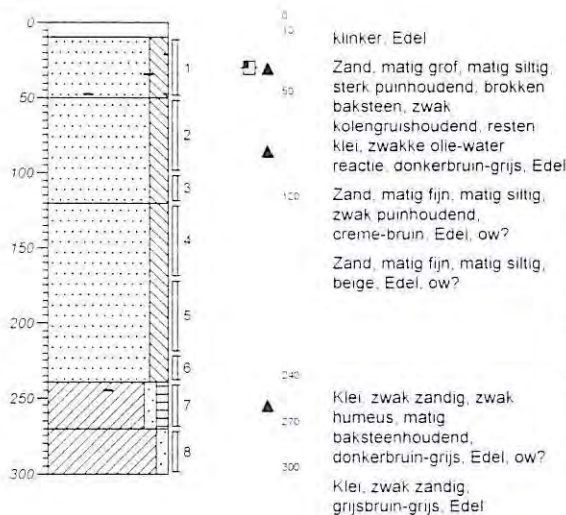 0
50
100
150
200
250
300
1
2
3
4
5
6
7
8
0
10
50
120
240
270
300
klinker, Edel
Zand, matig grof, matig siltig,
sterk puinhoudend, brokken
baksteen, zwak
kolengruishoudend, resten
klei, zwakke olie-water
reactie, donkerbruin-grijs, Edel
Zand, matig fijn, matig siltig,
zwak puinhoudend,
creme-bruin, Edel, ow?
Zand, matig fijn, matig siltig,
beige, Edel, ow?
Klei, zwak zandig, zwak
humeus, matig
baksteenhoudend,
donkerbruin-grijs, Edel, ow?
Klei, zwak zandig,
grijsbruin-grijs, Edel